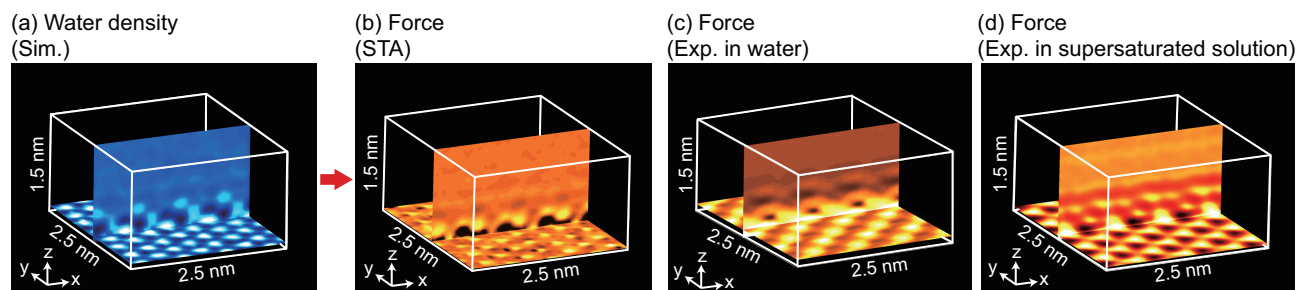 (a) Water density
(Sim.)
(b) Force
(STA)
(c) Force
(Exp. in water)
(d) Force
(Exp. in supersaturated solution)
1.5 nm
2.5 nm
2.5 nm
z
y
x
1.5 nm
2.5 nm
2.5 nm
z
y
x
1.5 nm
2.5 nm
2.5 nm
z
y
x
1.5 nm
2.5 nm
2.5 nm
z
y
x